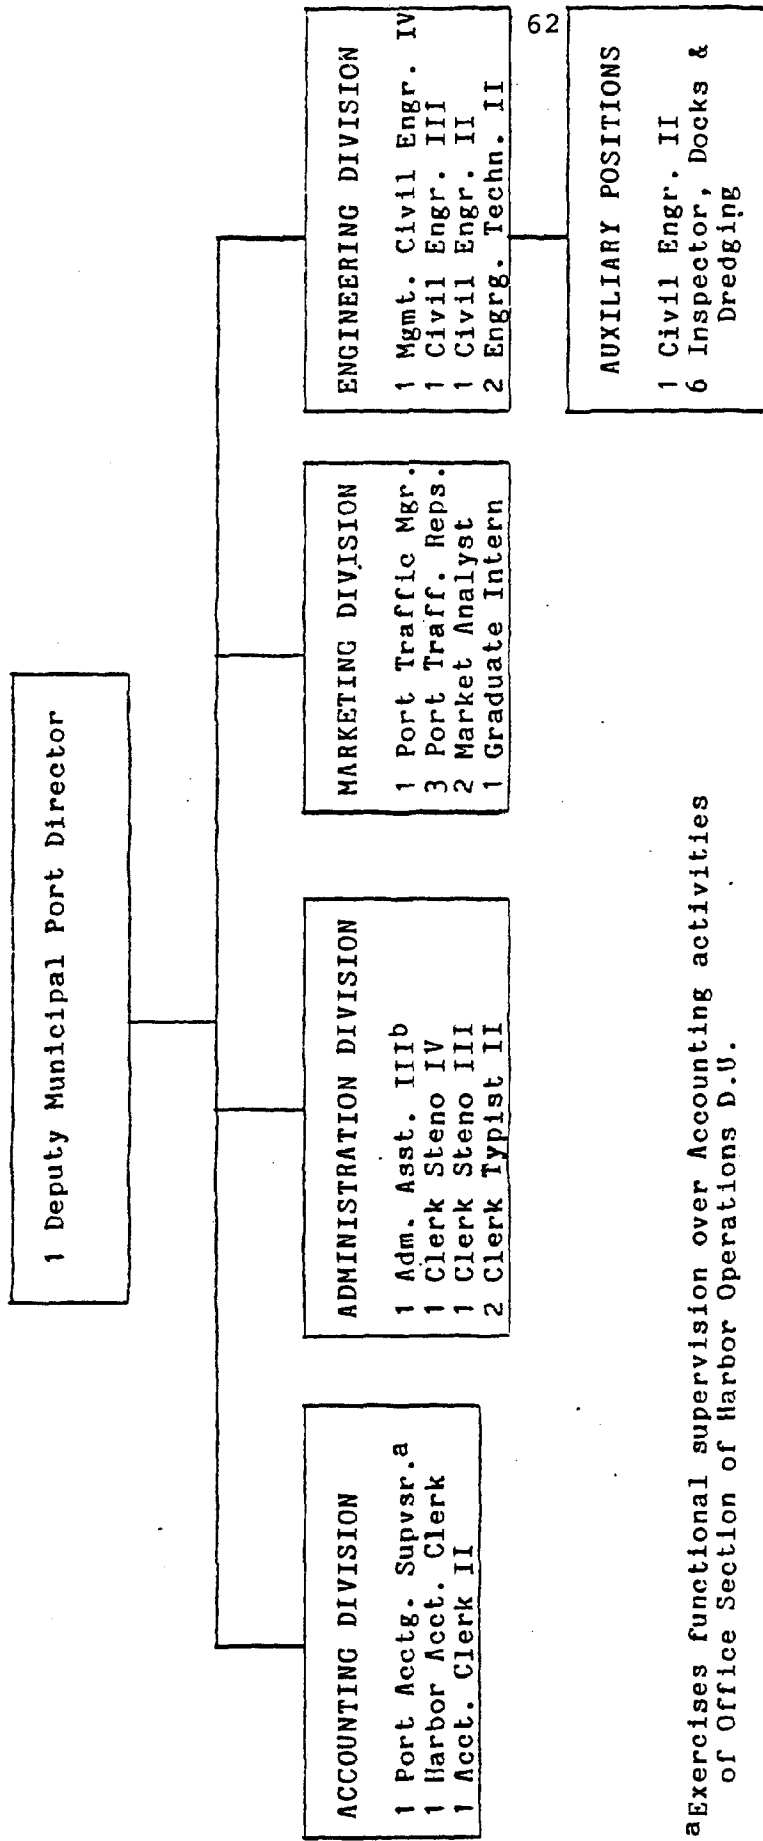 1 Deputy Municipal Port Director
ACCOUNTING DIVISION
1 Port Acctg. Supvsr.a
1 Harbor Acct. Clerk
1 Acct. Clerk II
ADMINISTRATION DIVISION
1 Adm. Asst. IIIb
1 Clerk Steno IV
1 Clerk Steno III
2 Clerk Typist II
MARKETING DIVISION
1 Port Traffic Mgr.
3 Port Traff. Reps.
2 Market Analyst
1 Graduate Intern
ENGINEERING DIVISION
1 Mgmt. Civil Engr. IV
1 Civil Engr. III
1 Civil Engr. II
2 Engrg. Techn. II
AUXILIARY POSITIONS
1 Civil Engr. II
6 Inspector, Docks &
Dredging
aExercises functional supervision over Accounting activities
of Office Section of Harbor Operations D.U.
62